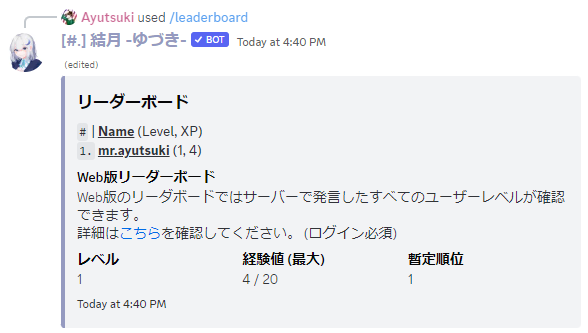 Ayutsuki used /leaderboard
[#.] 結月 -ゆづき- ✓ BOT Today at 4:40 PM
(edited)
リーダーボード
# | Name (Level, XP)
1. mr.ayutsuki (1, 4)
Web版リーダーボード
Web版のリーダボードではサーバーで発言したすべてのユーザーレベルが確認
できます。
詳細はこちらを確認してください。(ログイン必須)
レベル 経験値 (最大) 暫定順位
1 4 / 20 1
Today at 4:40 PM